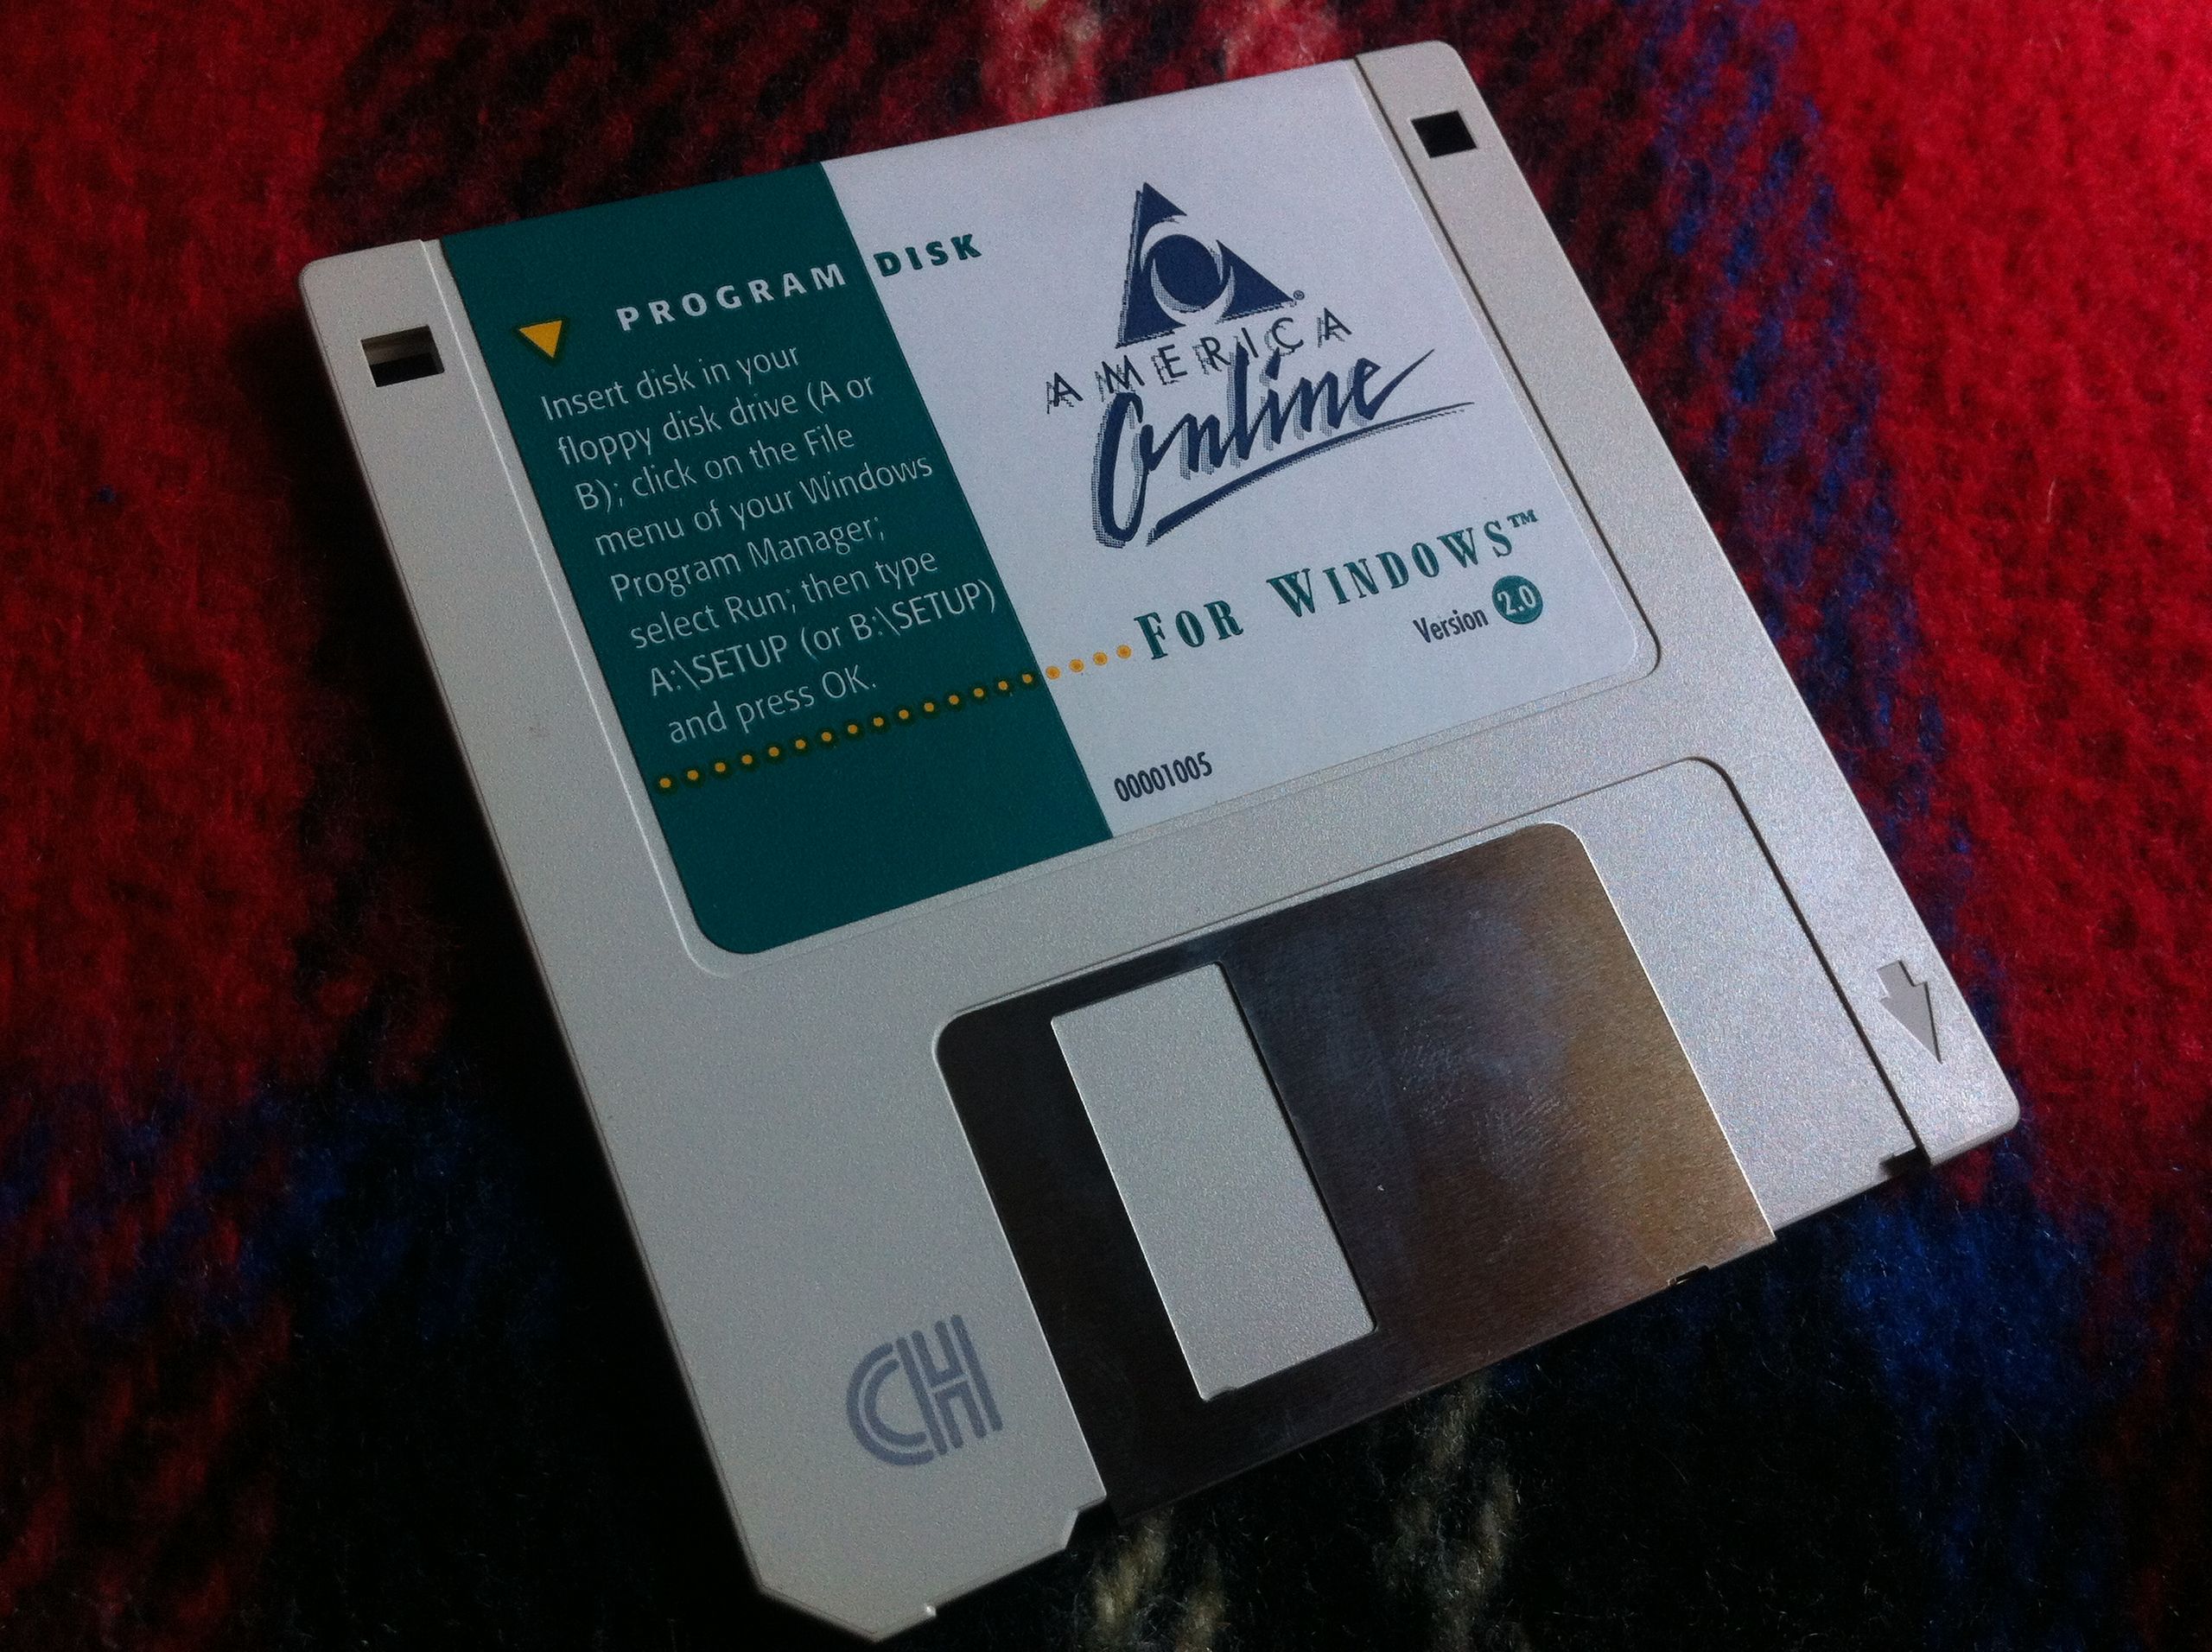 PROGRAM DISK
Insert disk in your
floppy disk drive (A or
B); click on the File
menu of your Windows
Program Manager;
select Run; then type
A:\SETUP (or B:\SETUP)
and press OK.
AMERICA
Online
®
FOR WINDOWS™
Version 2.0
00001005
CH